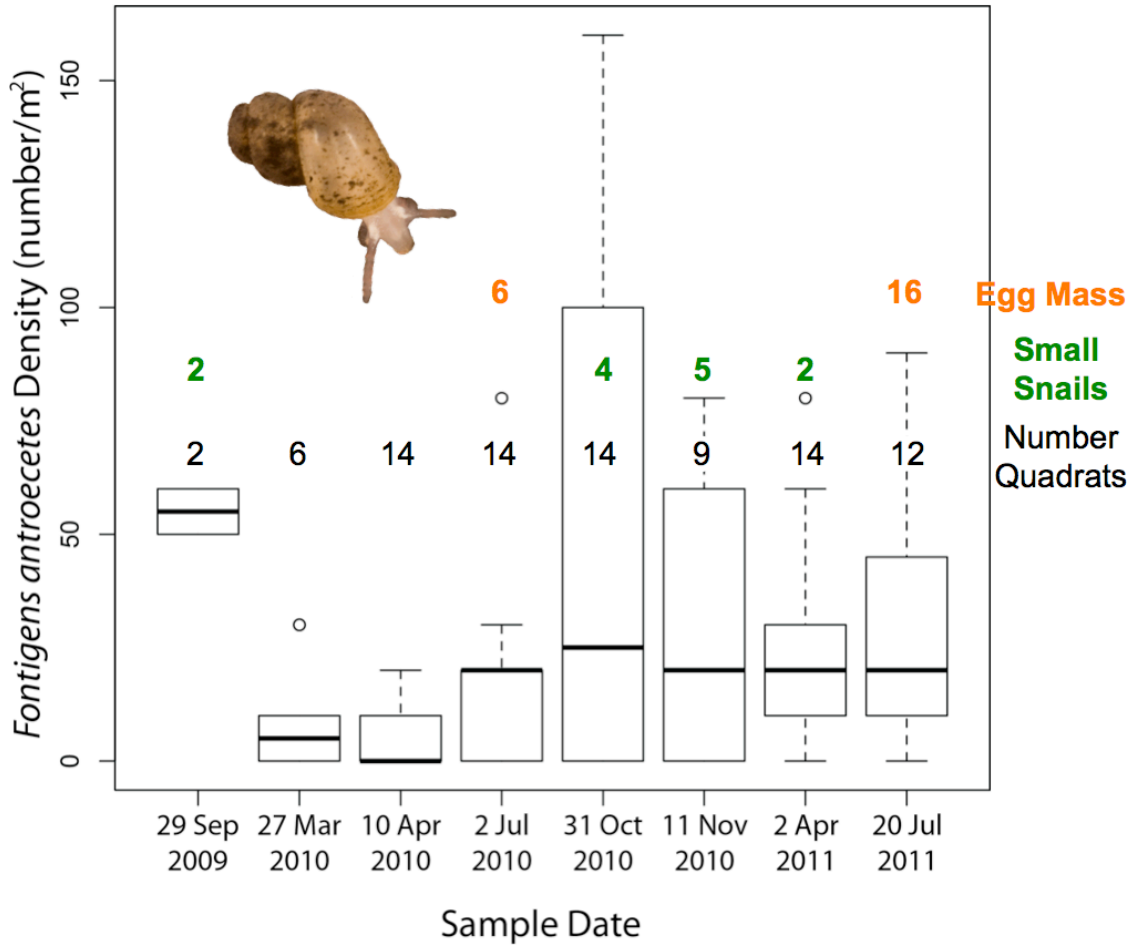 Fontigens antroecetes Density (number/m²)
150
100
50
0
6
16
Egg Mass
2
4
5
2
Small
Snails
2
6
14
14
14
9
14
12
Number
Quadrats
29 Sep
2009
27 Mar
2010
10 Apr
2010
2 Jul
2010
31 Oct
2010
11 Nov
2010
2 Apr
2011
20 Jul
2011
Sample Date